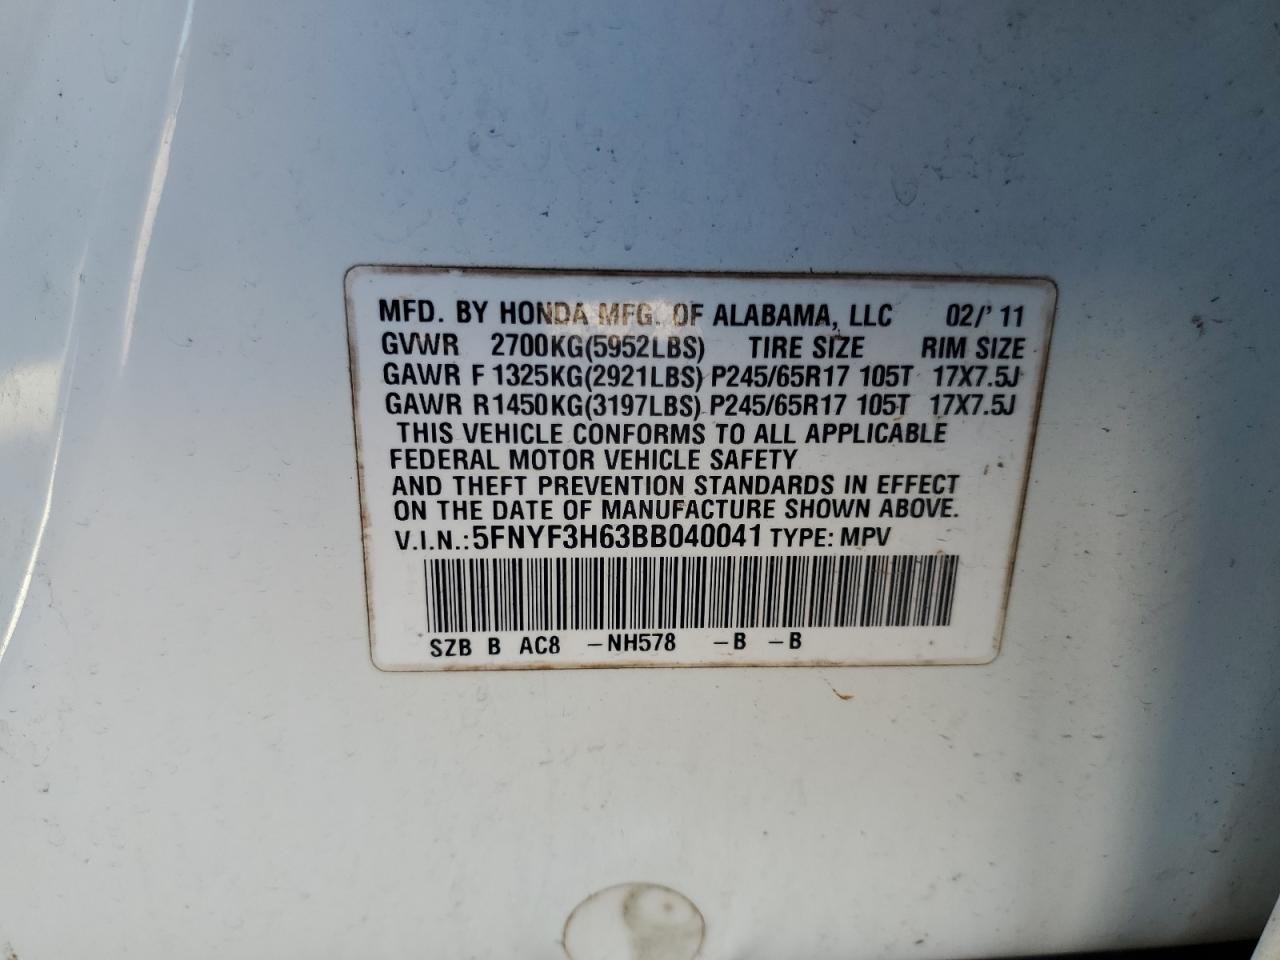 MFD. BY HONDA MFG. OF ALABAMA, LLC 02/'11
GVWR 2700KG(5952LBS) TIRE SIZE RIM SIZE
GAWR F 1325KG(2921LBS) P245/65R17 105T 17X7.5J
GAWR R1450KG(3197LBS) P245/65R17 105T 17X7.5J
THIS VEHICLE CONFORMS TO ALL APPLICABLE
FEDERAL MOTOR VEHICLE SAFETY
AND THEFT PREVENTION STANDARDS IN EFFECT
ON THE DATE OF MANUFACTURE SHOWN ABOVE.
V.I.N.:5FNYF3H63BB040041 TYPE: MPV
SZB B AC8 –NH578 –B –B